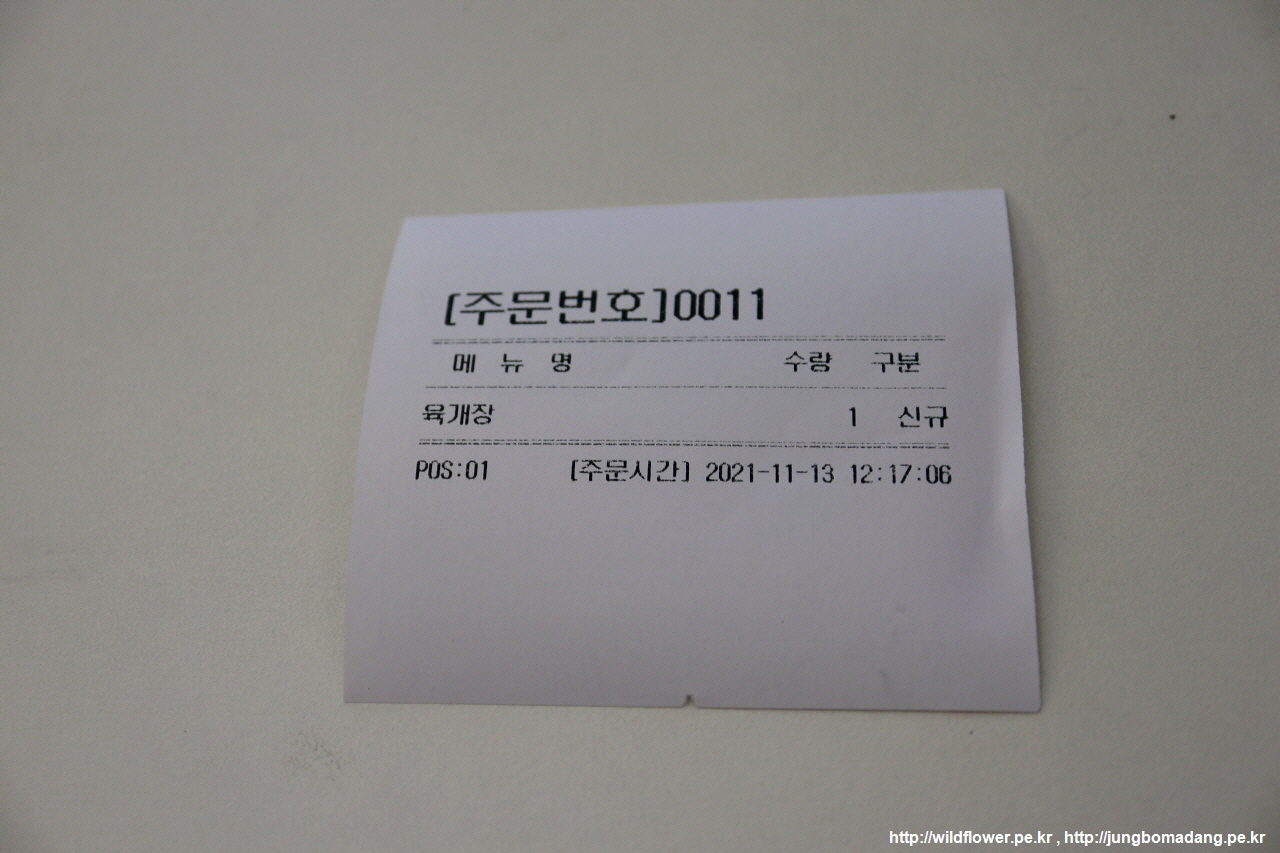 [주문번호]0011
메 뉴 명 수량 구분
육개장 1 신규
POS:01 [주문시간] 2021-11-13 12:17:06
http://wildflower.pe.kr , http://jungbomadang.pe.kr